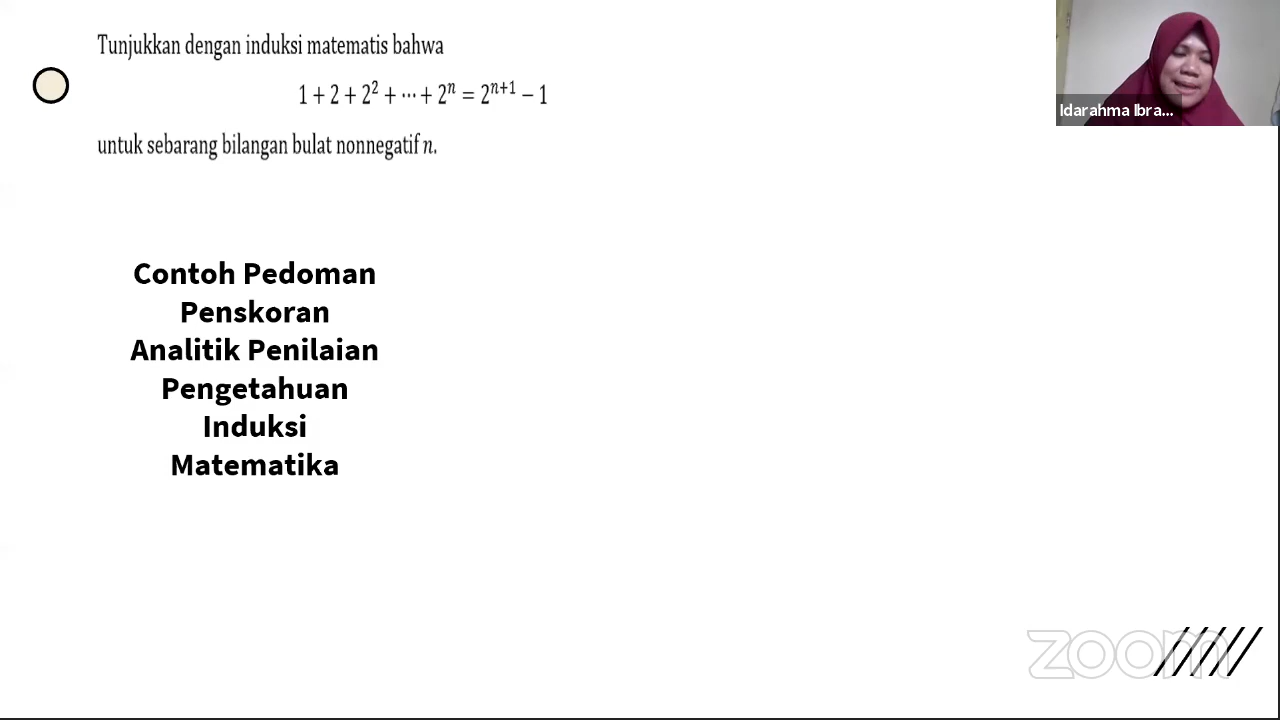 Tunjukkan dengan induksi matematis bahwa
1 + 2 + 2² + ⋯ + 2ⁿ = 2ⁿ⁺¹ − 1
untuk sebarang bilangan bulat nonnegatif n.
Idarahma Ibra...
Contoh Pedoman
Penskoran
Analitik Penilaian
Pengetahuan
Induksi
Matematika
zoom